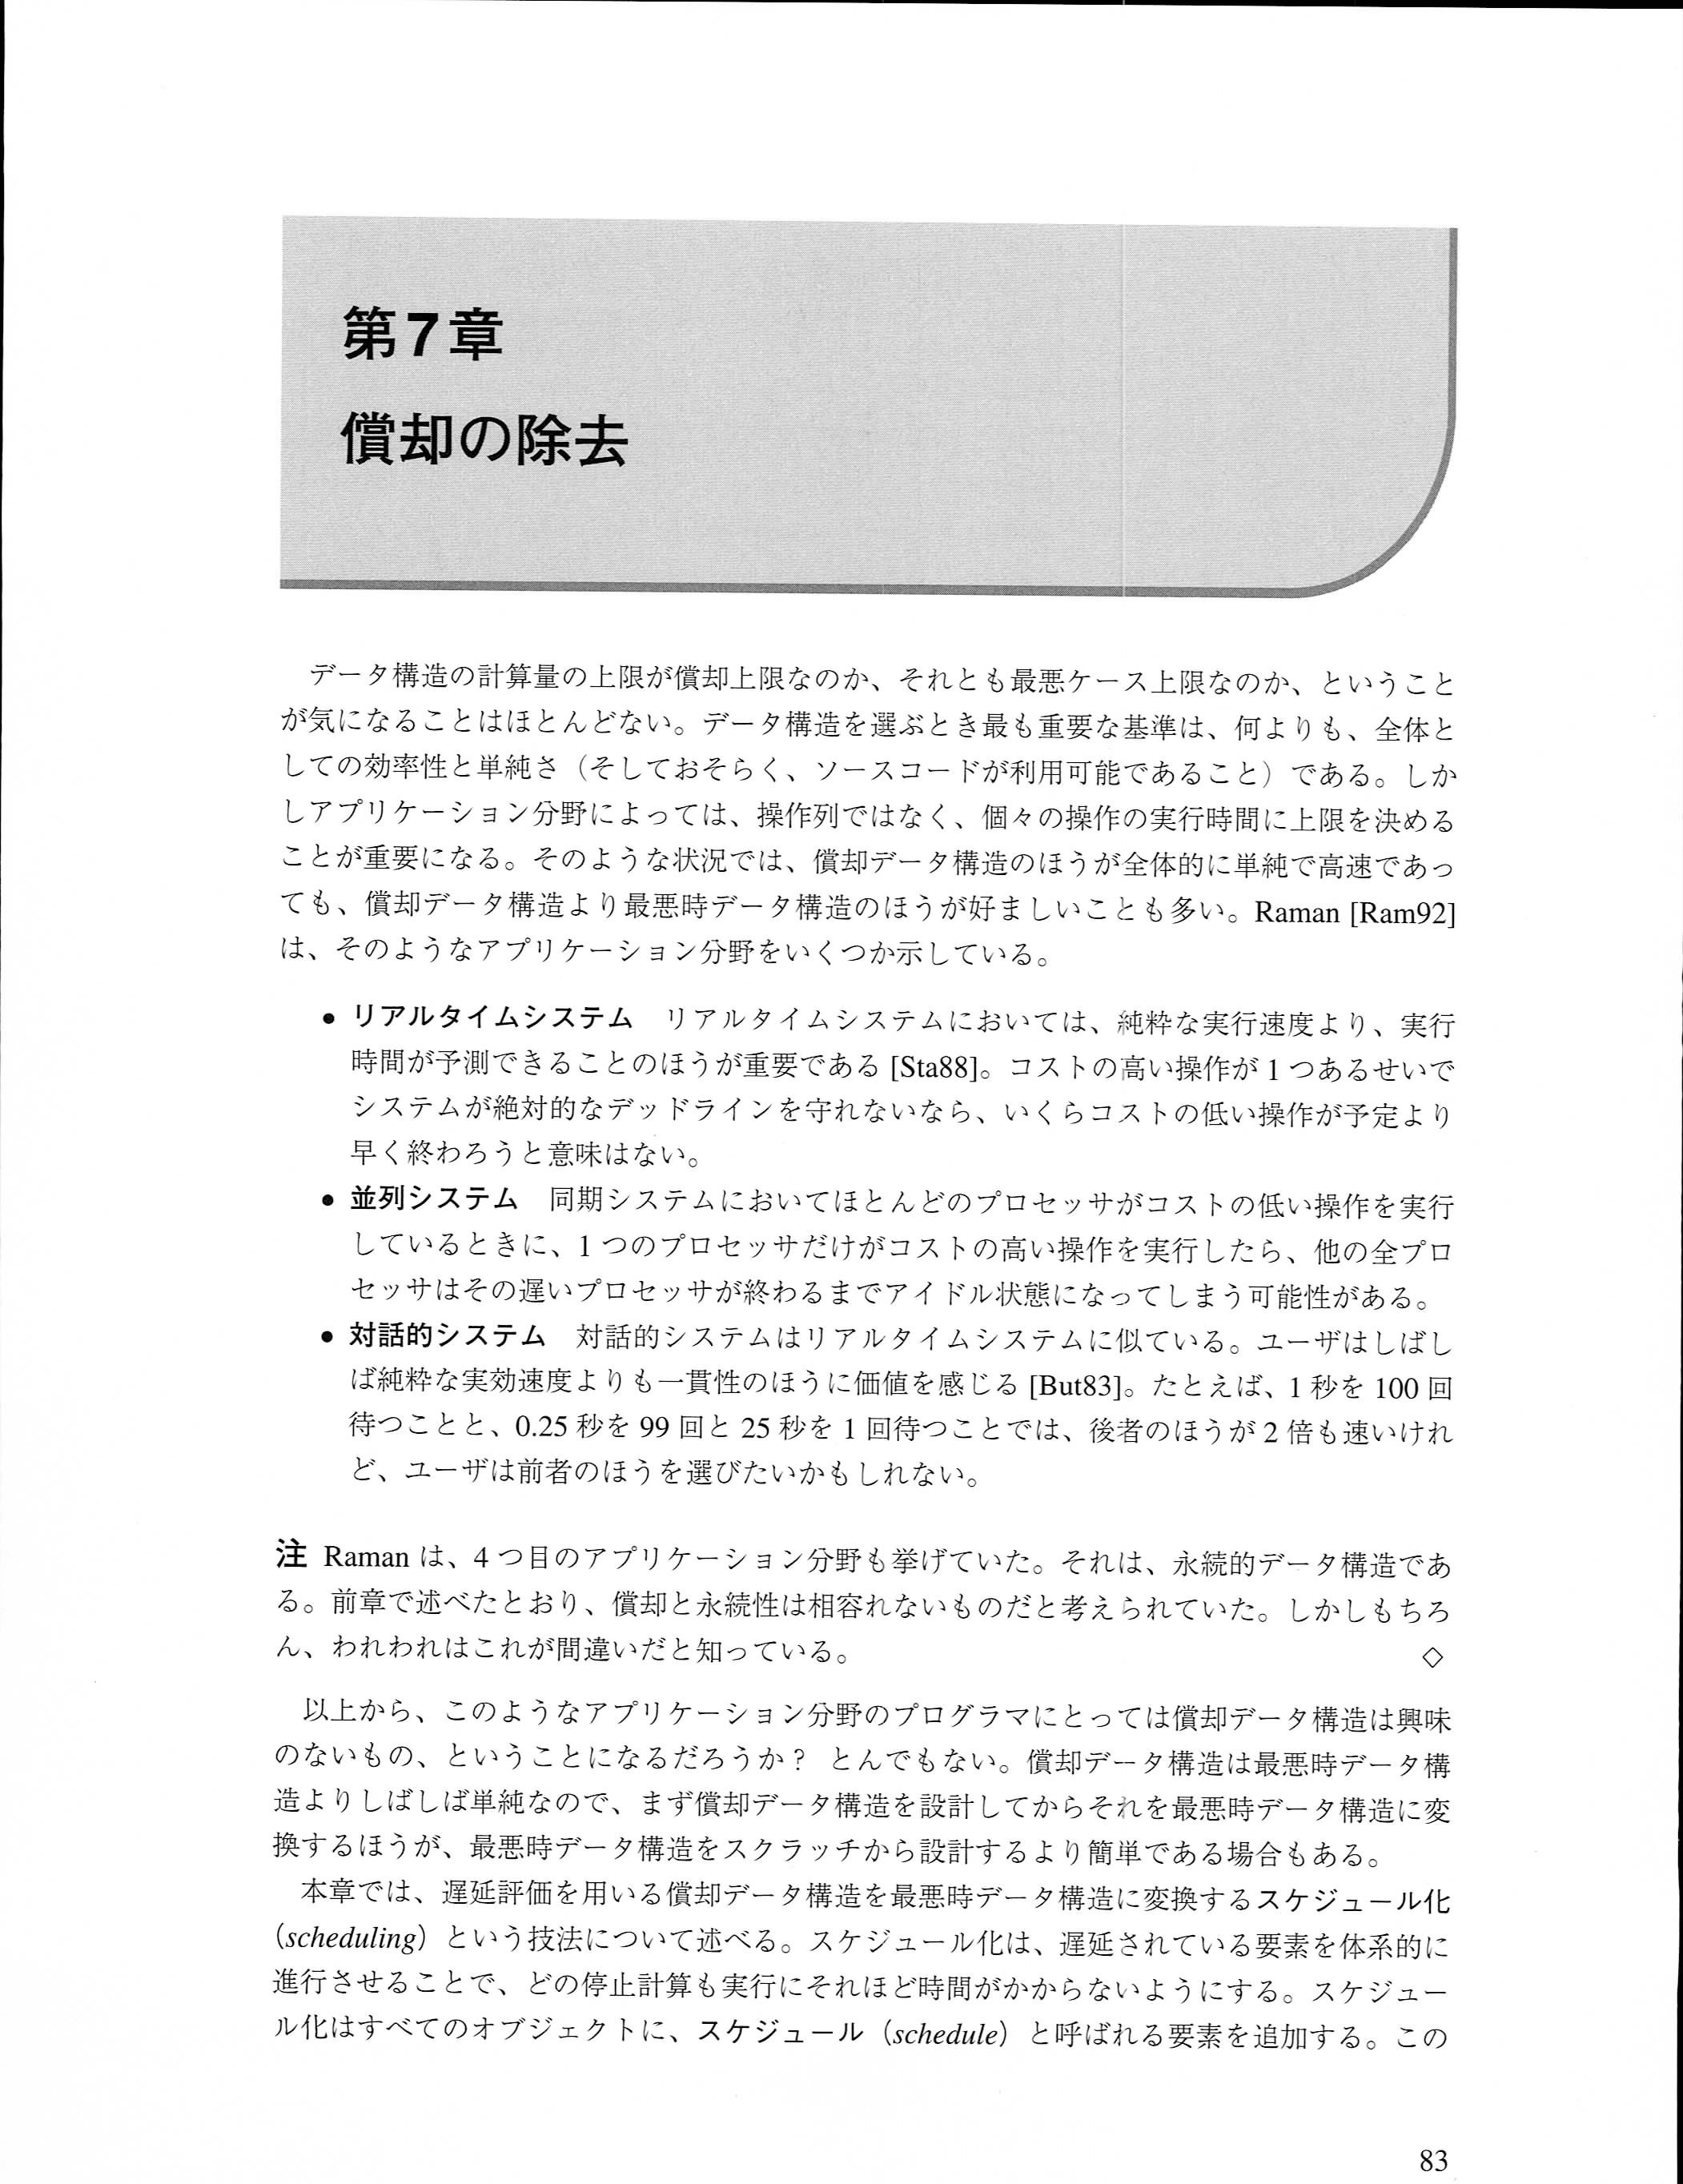 第7章
償却の除去
データ構造の計算量の上限が償却上限なのか、それとも最悪ケース上限なのか、ということ
が気になることはほとんどない。データ構造を選ぶとき最も重要な基準は、何よりも、全体と
しての効率性と単純さ（そしておそらく、ソースコードが利用可能であること）である。しか
しアプリケーション分野によっては、操作列ではなく、個々の操作の実行時間に上限を決める
ことが重要になる。そのような状況では、償却データ構造のほうが全体的に単純で高速であっ
ても、償却データ構造より最悪時データ構造のほうが好ましいことも多い。Raman [Ram92]
は、そのようなアプリケーション分野をいくつか示している。
• リアルタイムシステム　リアルタイムシステムにおいては、純粋な実行速度より、実行
時間が予測できることのほうが重要である [Sta88]。コストの高い操作が 1 つあるせいで
システムが絶対的なデッドラインを守れないなら、いくらコストの低い操作が予定より
早く終わろうと意味はない。
• 並列システム　同期システムにおいてほとんどのプロセッサがコストの低い操作を実行
しているときに、1 つのプロセッサだけがコストの高い操作を実行したら、他の全プロ
セッサはその遅いプロセッサが終わるまでアイドル状態になってしまう可能性がある。
• 対話的システム　対話的システムはリアルタイムシステムに似ている。ユーザはしばし
ば純粋な実効速度よりも一貫性のほうに価値を感じる [But83]。たとえば、1 秒を 100 回
待つことと、0.25 秒を 99 回と 25 秒を 1 回待つことでは、後者のほうが 2 倍も速いけれ
ど、ユーザは前者のほうを選びたいかもしれない。
注 Raman は、4 つ目のアプリケーション分野も挙げていた。それは、永続的データ構造であ
る。前章で述べたとおり、償却と永続性は相容れないものだと考えられていた。しかしもちろ
ん、われわれはこれが間違いだと知っている。 ◇
以上から、このようなアプリケーション分野のプログラマにとっては償却データ構造は興味
のないもの、ということになるだろうか？ とんでもない。償却データ構造は最悪時データ構
造よりしばしば単純なので、まず償却データ構造を設計してからそれを最悪時データ構造に変
換するほうが、最悪時データ構造をスクラッチから設計するより簡単である場合もある。
本章では、遅延評価を用いる償却データ構造を最悪時データ構造に変換するスケジュール化
（scheduling）という技法について述べる。スケジュール化は、遅延されている要素を体系的に
進行させることで、どの停止計算も実行にそれほど時間がかからないようにする。スケジュー
ル化はすべてのオブジェクトに、スケジュール（schedule）と呼ばれる要素を追加する。この
83